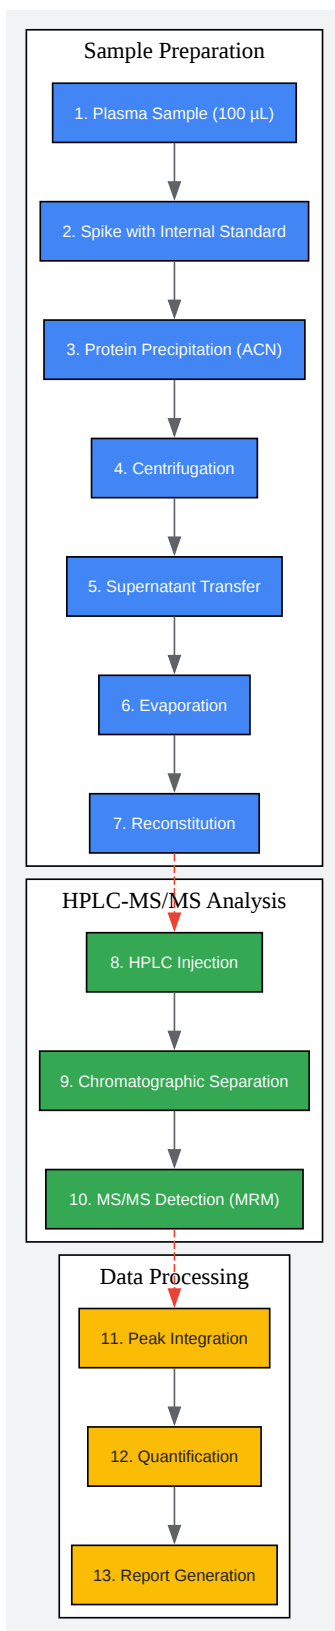 Sample Preparation
1. Plasma Sample (100 µL)
2. Spike with Internal Standard
3. Protein Precipitation (ACN)
4. Centrifugation
5. Supernatant Transfer
6. Evaporation
7. Reconstitution
HPLC-MS/MS Analysis
8. HPLC Injection
9. Chromatographic Separation
10. MS/MS Detection (MRM)
Data Processing
11. Peak Integration
12. Quantification
13. Report Generation